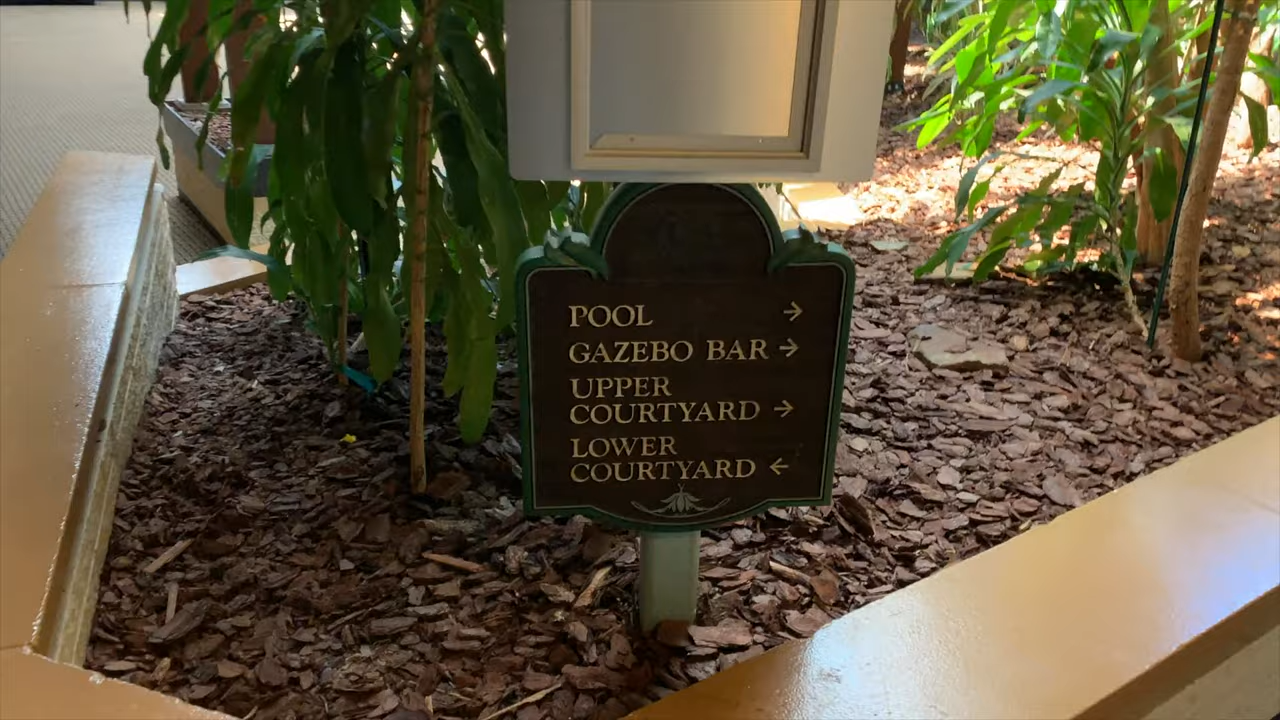 POOL →
GAZEBO BAR →
UPPER
COURTYARD →
LOWER
COURTYARD ←